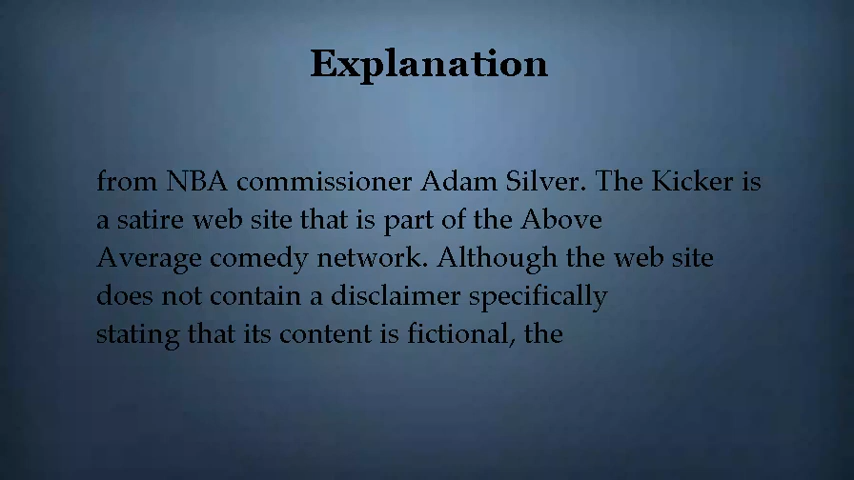 Explanation
from NBA commissioner Adam Silver. The Kicker is
a satire web site that is part of the Above
Average comedy network. Although the web site
does not contain a disclaimer specifically
stating that its content is fictional, the